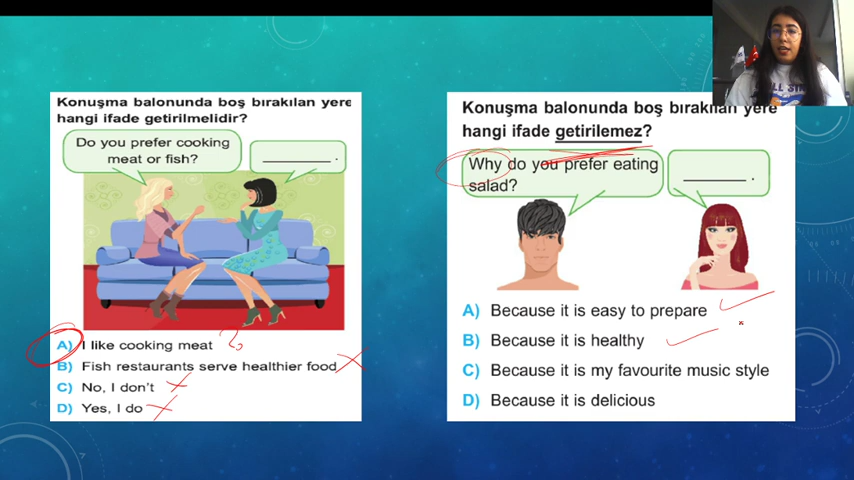 Konuşma balonunda boş bırakılan yere
hangi ifade getirilmelidir?
Do you prefer cooking
meat or fish?
________ .
A) I like cooking meat
B) Fish restaurants serve healthier food
C) No, I don't
D) Yes, I do
Konuşma balonunda boş bırakılan yere
hangi ifade getirilemez?
Why do you prefer eating
salad?
________ .
A) Because it is easy to prepare
B) Because it is healthy
C) Because it is my favourite music style
D) Because it is delicious